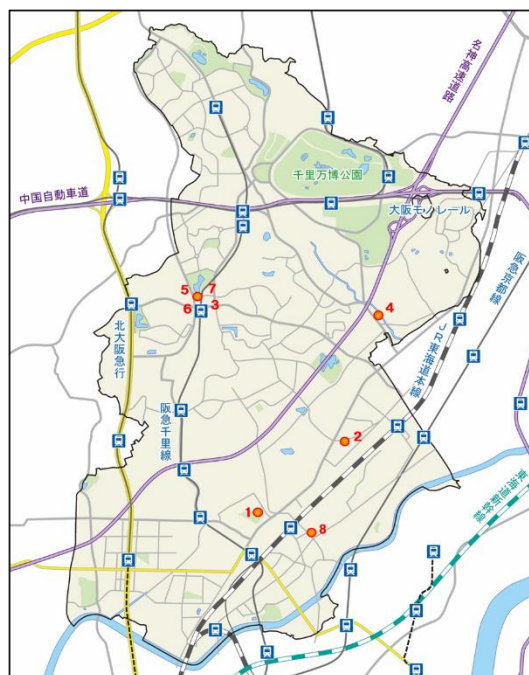 名神高速道路
千里万博公園
中国自動車道
大阪モノレール
阪急京都線
5 7
6 3
4
北大阪急行
JR東海道本線
阪急千里線
2
東海道新幹線
1
8